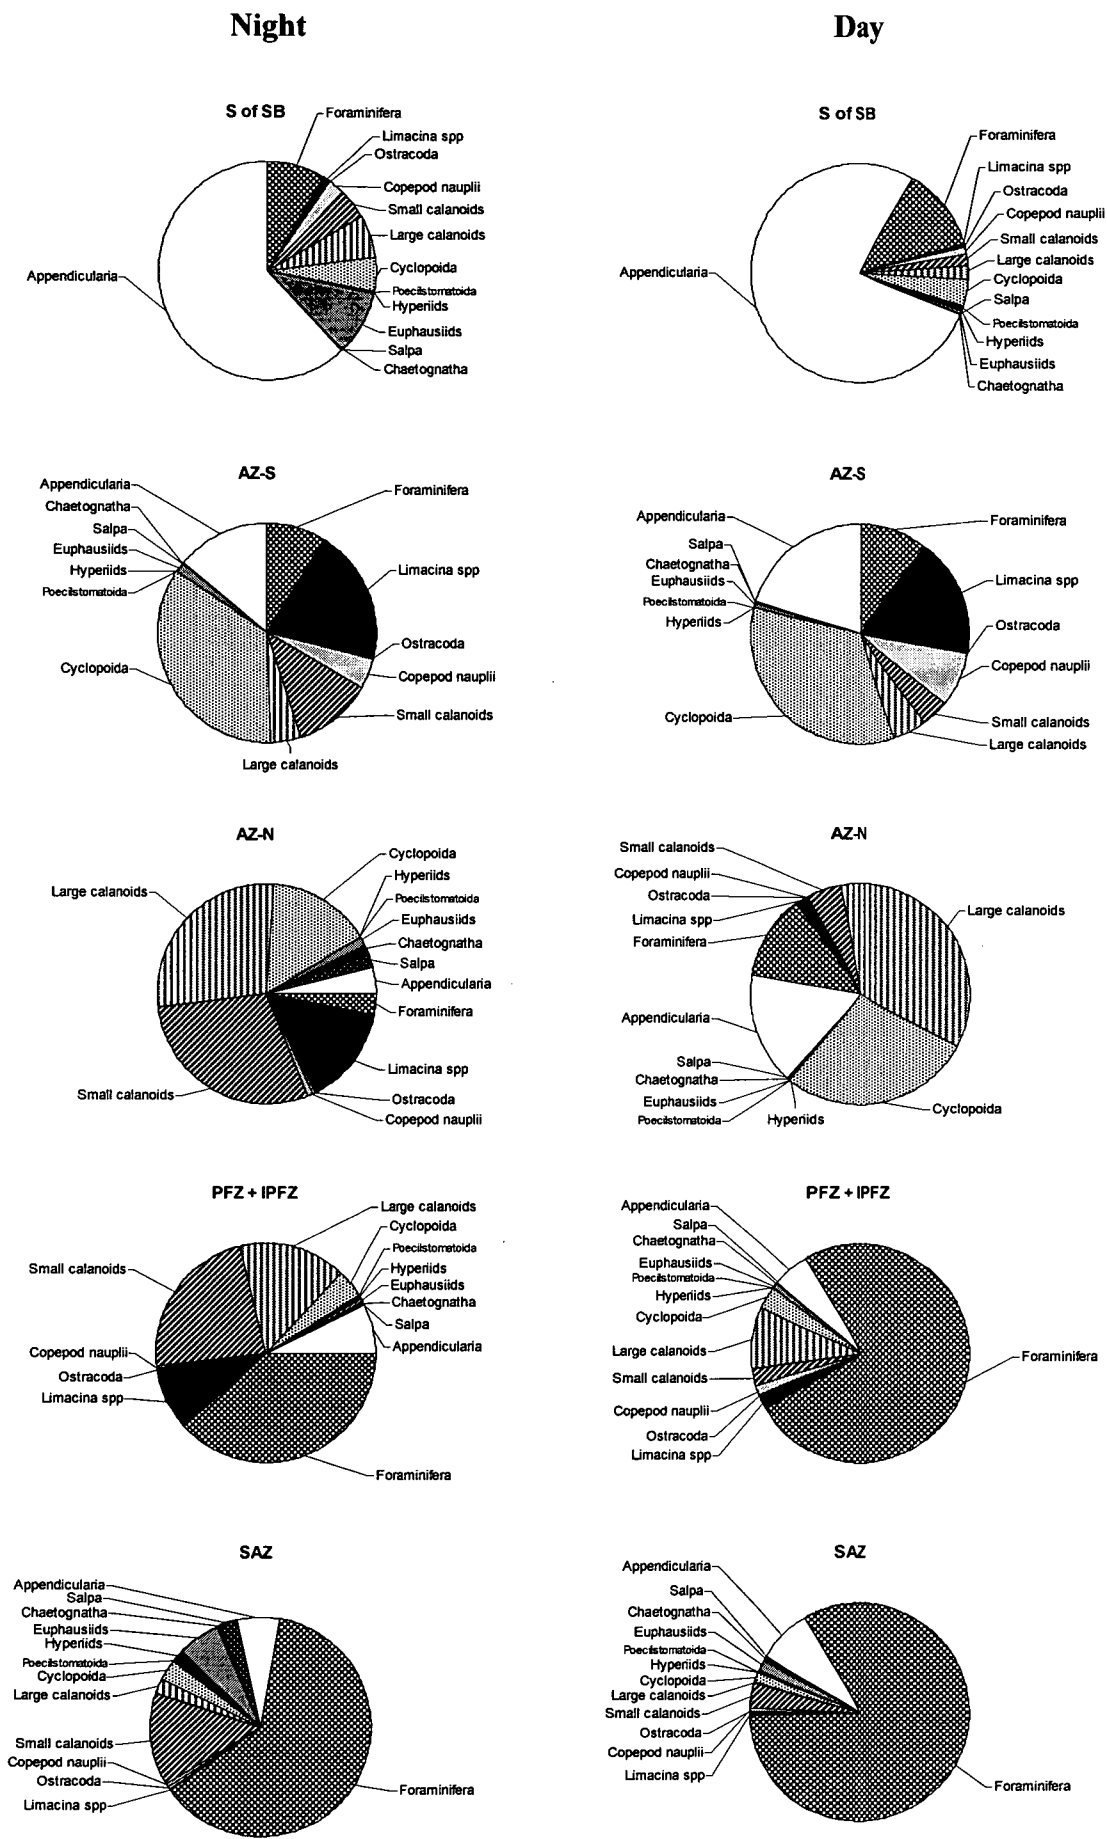 Night
Day
S of SB
Foraminifera
Limacina spp
Ostracoda
Copepod nauplii
Small calanoids
Large calanoids
Cyclopoida
Poecilstomatoida
Hyperiids
Euphausiids
Salpa
Chaetognatha
Appendicularia
S of SB
Foraminifera
Limacina spp
Ostracoda
Copepod nauplii
Small calanoids
Large calanoids
Cyclopoida
Salpa
Poecilstomatoida
Hyperiids
Euphausiids
Chaetognatha
Appendicularia
AZ-S
Appendicularia
Chaetognatha
Salpa
Euphausiids
Hyperiids
Poecilstomatoida
Cyclopoida
Foraminifera
Limacina spp
Ostracoda
Copepod nauplii
Small calanoids
Large calanoids
AZ-S
Appendicularia
Salpa
Chaetognatha
Euphausiids
Poecilstomatoida
Hyperiids
Cyclopoida
Foraminifera
Limacina spp
Ostracoda
Copepod nauplii
Small calanoids
Large calanoids
AZ-N
Large calanoids
Small calanoids
Cyclopoida
Hyperiids
Poecilstomatoida
Euphausiids
Chaetognatha
Salpa
Appendicularia
Foraminifera
Limacina spp
Ostracoda
Copepod nauplii
AZ-N
Small calanoids
Copepod nauplii
Ostracoda
Limacina spp
Foraminifera
Appendicularia
Salpa
Chaetognatha
Euphausiids
Poecilstomatoida
Hyperiids
Large calanoids
Cyclopoida
PFZ + IPFZ
Small calanoids
Copepod nauplii
Ostracoda
Limacina spp
Large calanoids
Cyclopoida
Poecilstomatoida
Hyperiids
Euphausiids
Chaetognatha
Salpa
Appendicularia
Foraminifera
PFZ + IPFZ
Appendicularia
Salpa
Chaetognatha
Euphausiids
Poecilstomatoida
Hyperiids
Cyclopoida
Large calanoids
Small calanoids
Copepod nauplii
Ostracoda
Limacina spp
Foraminifera
SAZ
Appendicularia
Salpa
Chaetognatha
Euphausiids
Hyperiids
Poecilstomatoida
Cyclopoida
Large calanoids
Small calanoids
Copepod nauplii
Ostracoda
Limacina spp
Foraminifera
SAZ
Appendicularia
Salpa
Chaetognatha
Euphausiids
Poecilstomatoida
Hyperiids
Cyclopoida
Large calanoids
Small calanoids
Ostracoda
Copepod nauplii
Limacina spp
Foraminifera